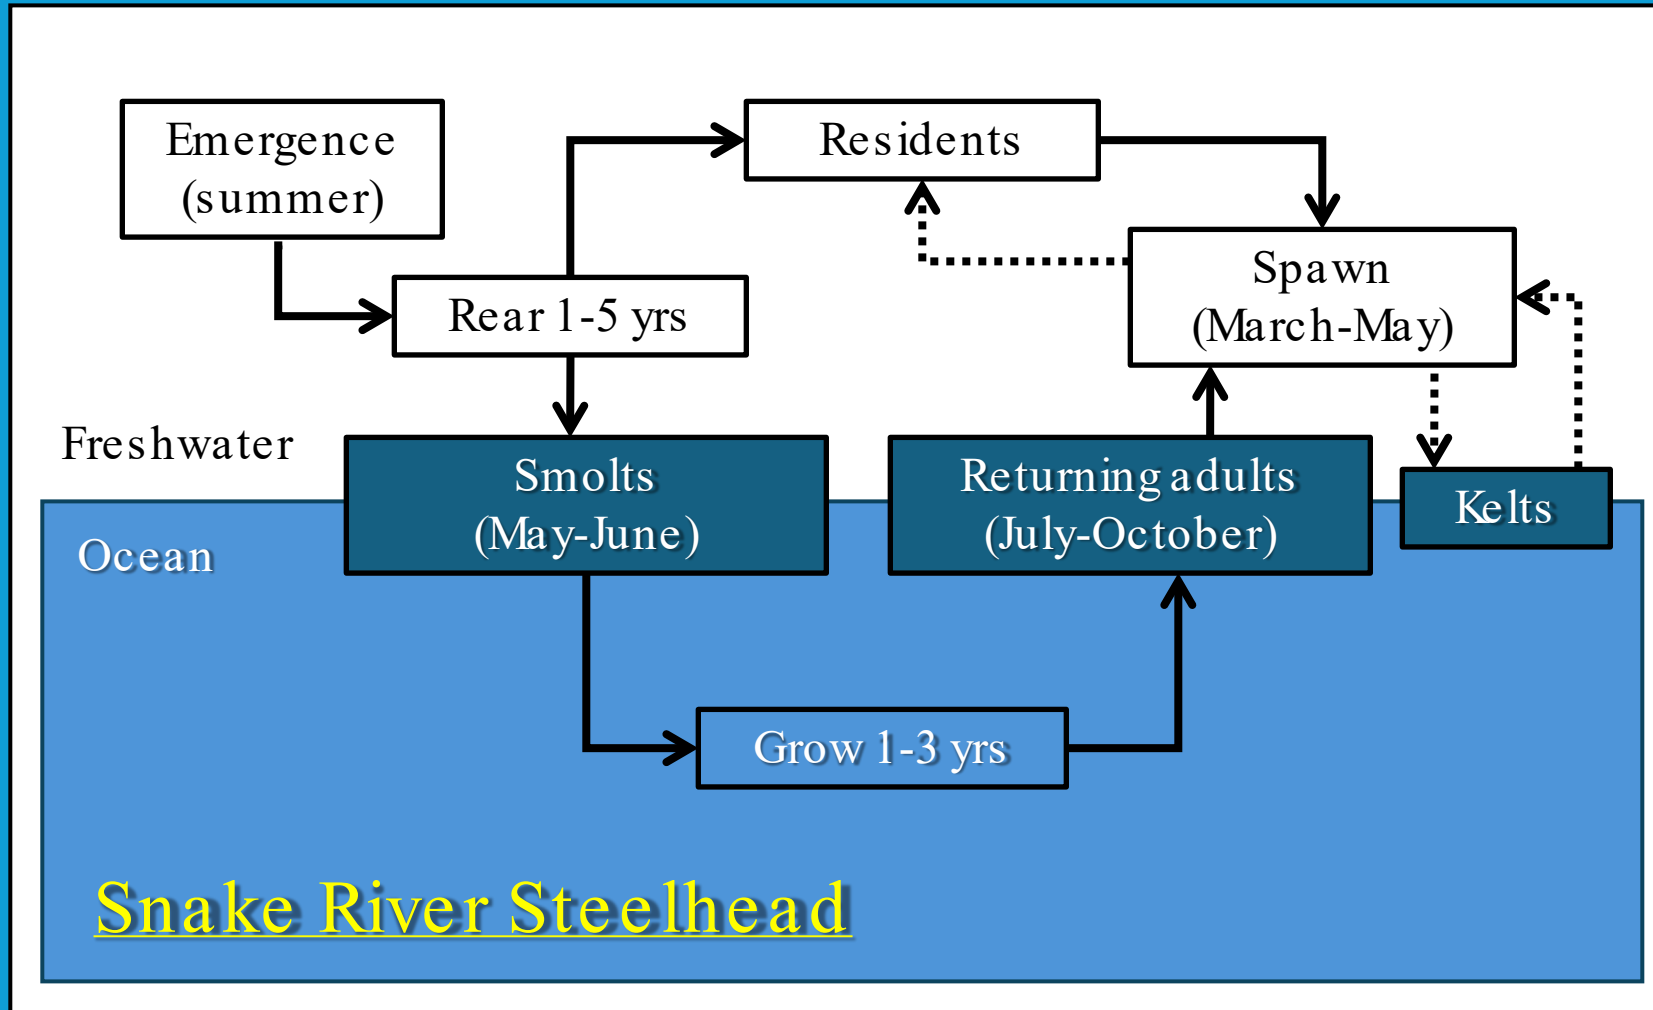 Emergence
(summer)
Residents
Rear 1-5 yrs
Spawn
(March-May)
Freshwater
Smolts
(May-June)
Returning adults
(July-October)
Kelts
Ocean
Grow 1-3 yrs
Snake River Steelhead